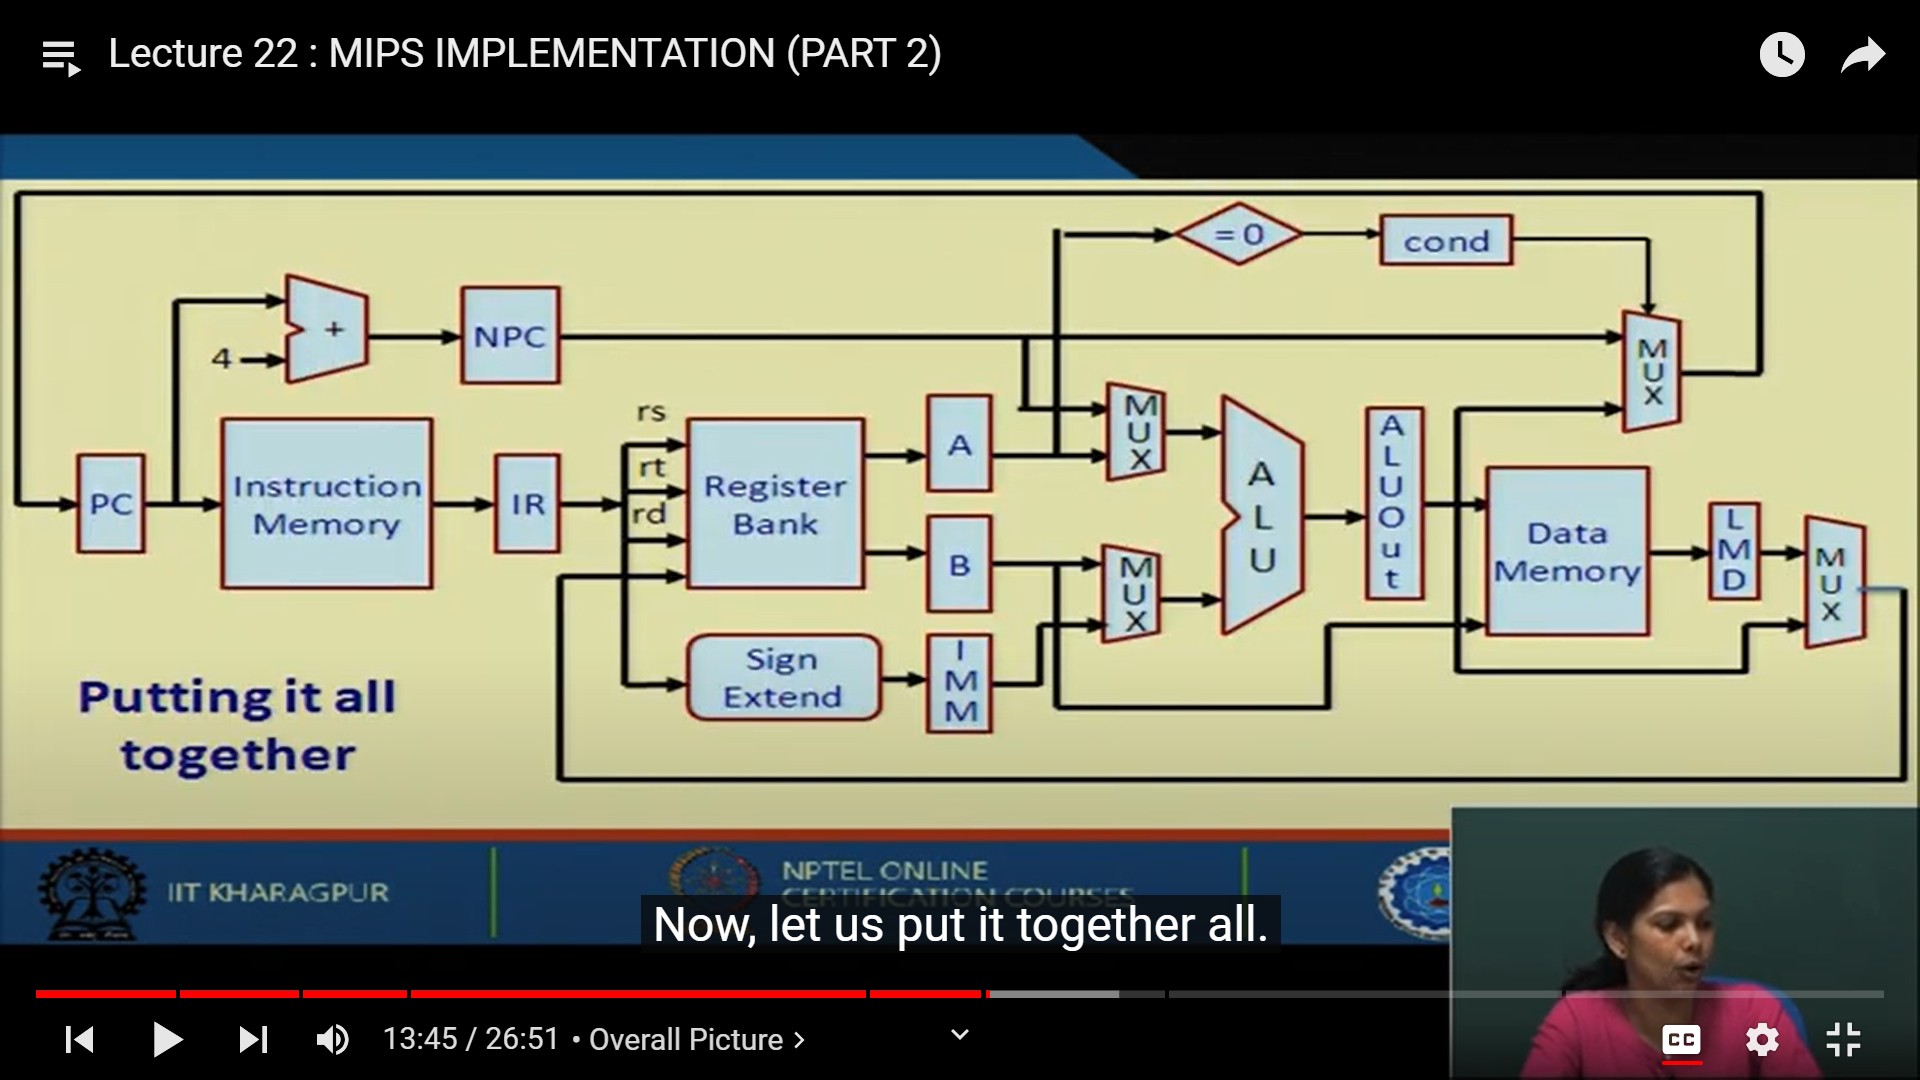 Lecture 22 : MIPS IMPLEMENTATION (PART 2)
= 0
cond
+
4
NPC
MUX
rs
rt
rd
PC
Instruction
Memory
IR
Register
Bank
A
B
MUX
MUX
ALU
ALUOut
Data
Memory
LMD
MUX
Sign
Extend
IMM
Putting it all
together
IIT KHARAGPUR
NPTEL ONLINE
CERTIFICATION COURSES
Now, let us put it together all.
13:45 / 26:51 • Overall Picture >
CC